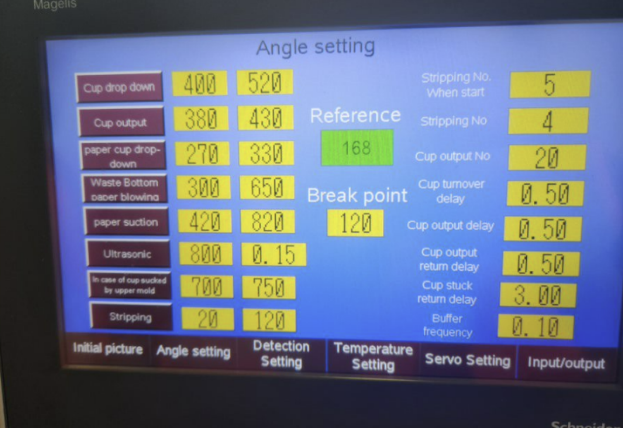 Magelis
Angle setting
Cup drop down 400 520
Cup output 380 430
paper cup drop-
down 270 330
Waste Bottom
paper blowing 300 650
paper suction 420 820
Ultrasonic 800 0.15
In case of cup sucked
by upper mold 700 750
Stripping 20 120
Reference
168
Break point
120
Stripping No.
When start 5
Stripping No 4
Cup output No 20
Cup turnover
delay 0.50
Cup output delay 0.50
Cup output
return delay 0.50
Cup stuck
return delay 3.00
Buffer
frequency 0.10
Initial picture Angle setting Detection
Setting Temperature
Setting Servo Setting Input/output
Schneider